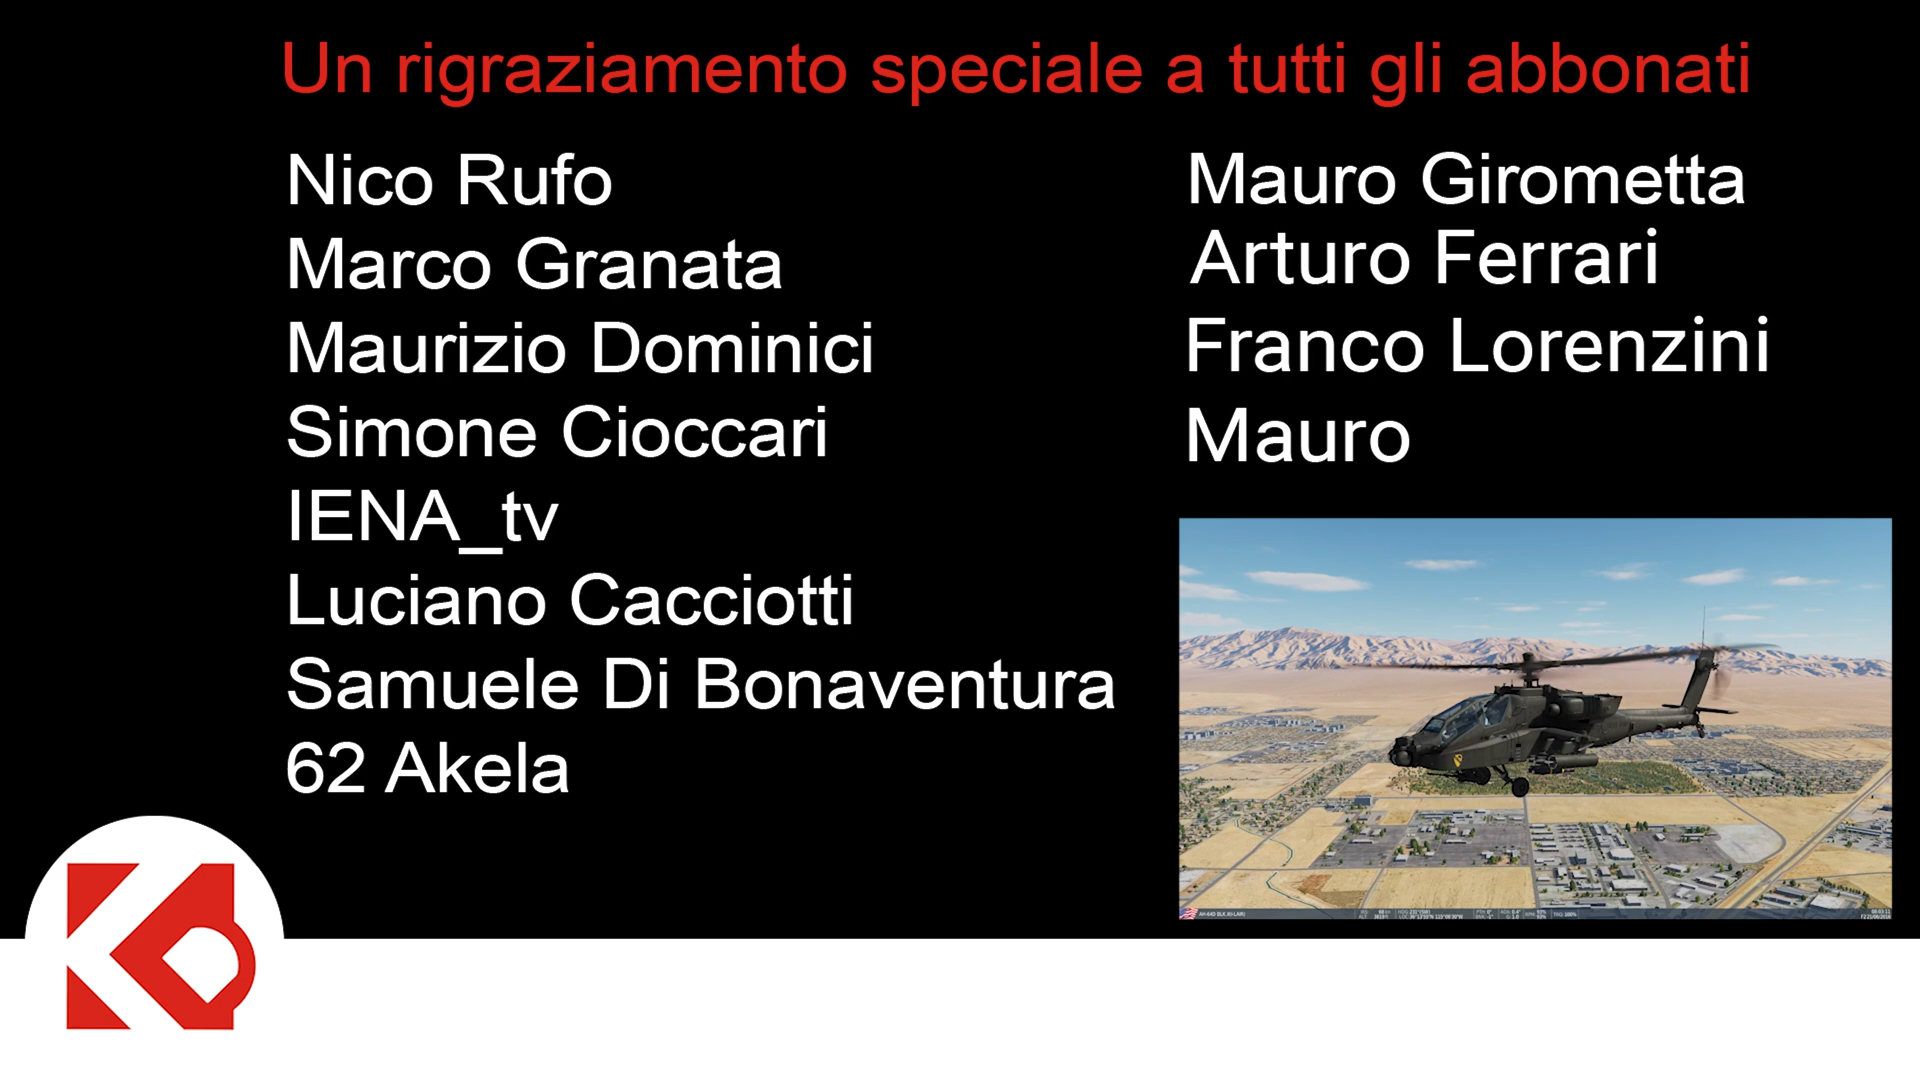 Un rigraziamento speciale a tutti gli abbonati
Nico Rufo
Marco Granata
Maurizio Dominici
Simone Cioccari
IENA_tv
Luciano Cacciotti
Samuele Di Bonaventura
62 Akela
Mauro Girometta
Arturo Ferrari
Franco Lorenzini
Mauro